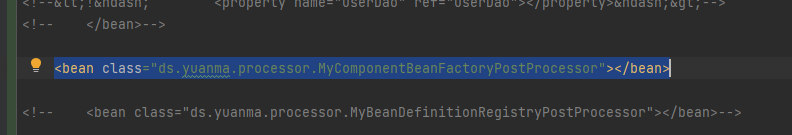 <!--&lt;!&ndash;        <property name="UserDao" ref="UserDao"></property>&ndash;&gt;-->
<!--    </bean>-->
<bean class="ds.yuanma.processor.MyComponentBeanFactoryPostProcessor"></bean>
<!--    <bean class="ds.yuanma.processor.MyBeanDefinitionRegistryPostProcessor"></bean>-->